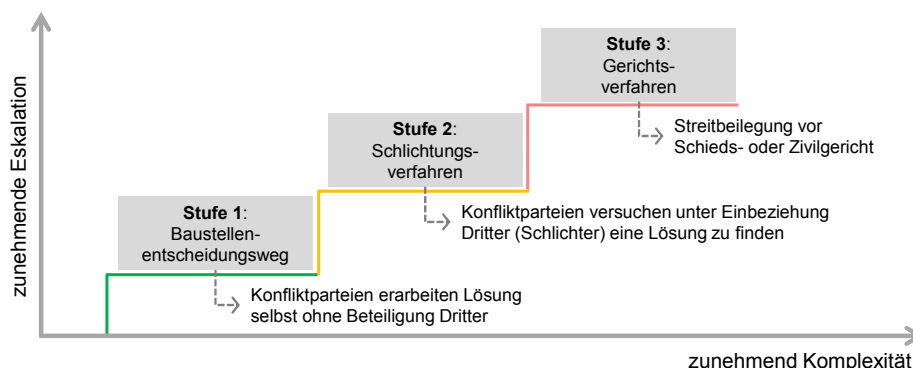 zunehmende Eskalation
Stufe 3:
Gerichts-
verfahren
Streitbeilegung vor
Schieds- oder Zivilgericht
Stufe 2:
Schlichtungs-
verfahren
Konfliktparteien versuchen unter Einbeziehung
Dritter (Schlichter) eine Lösung zu finden
Stufe 1:
Baustellen-
entscheidungsweg
Konfliktparteien erarbeiten Lösung
selbst ohne Beteiligung Dritter
zunehmend Komplexität